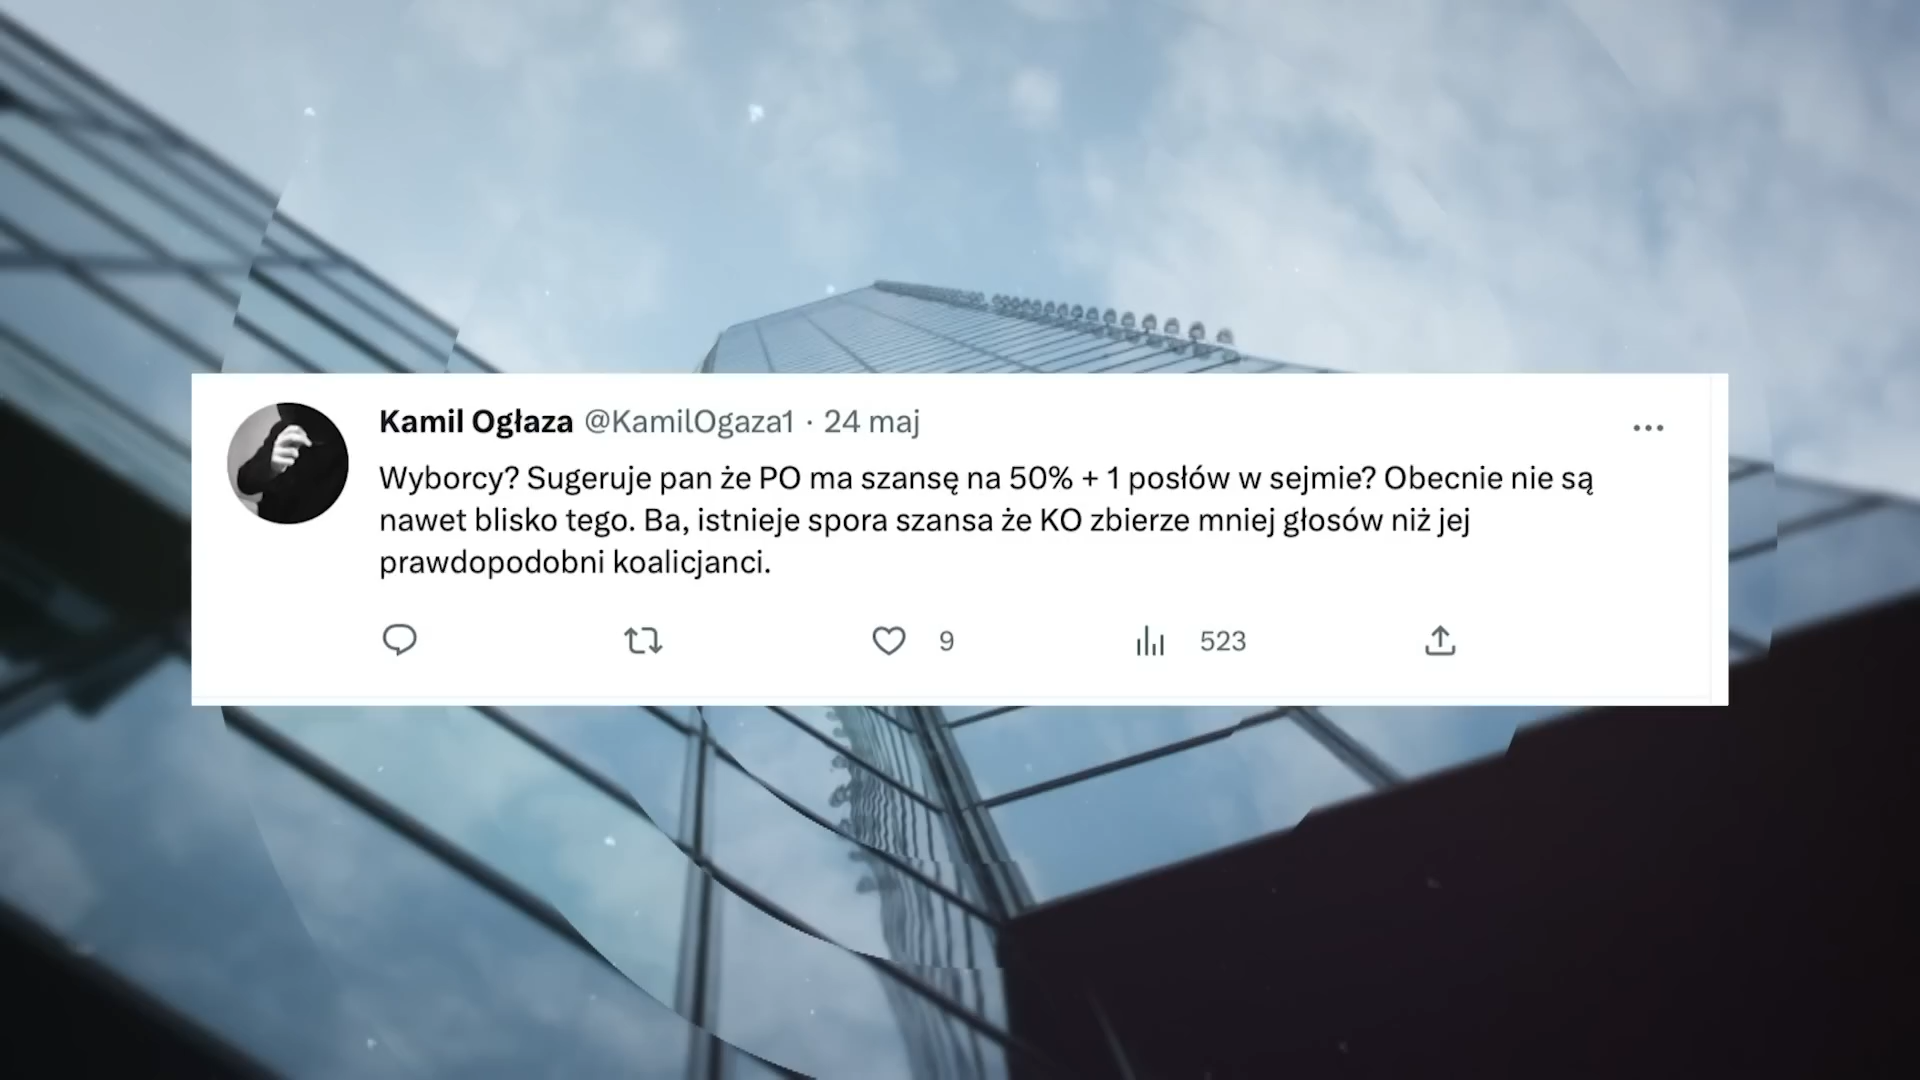 Kamil Ogłaza @KamilOgaza1 · 24 maj
Wyborcy? Sugeruje pan że PO ma szansę na 50% + 1 posłów w sejmie? Obecnie nie są
nawet blisko tego. Ba, istnieje spora szansa że KO zbierze mniej głosów niż jej
prawdopodobni koalicjanci.
9 523